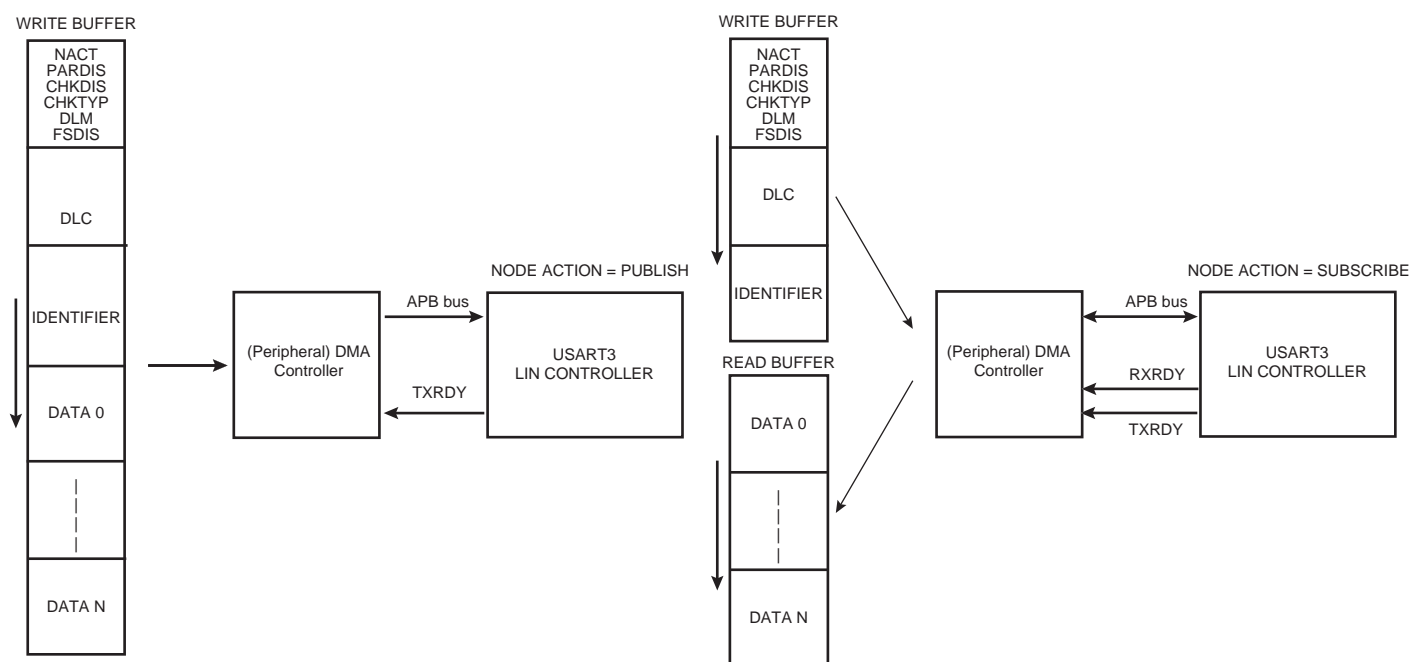 WRITE BUFFER
NACT
PARDIS
CHKDIS
CHKTYP
DLM
FSDIS
DLC
IDENTIFIER
DATA 0
DATA N
(Peripheral) DMA
Controller
APB bus
TXRDY
NODE ACTION = PUBLISH
USART3
LIN CONTROLLER
WRITE BUFFER
NACT
PARDIS
CHKDIS
CHKTYP
DLM
FSDIS
DLC
IDENTIFIER
READ BUFFER
DATA 0
DATA N
(Peripheral) DMA
Controller
APB bus
RXRDY
TXRDY
NODE ACTION = SUBSCRIBE
USART3
LIN CONTROLLER